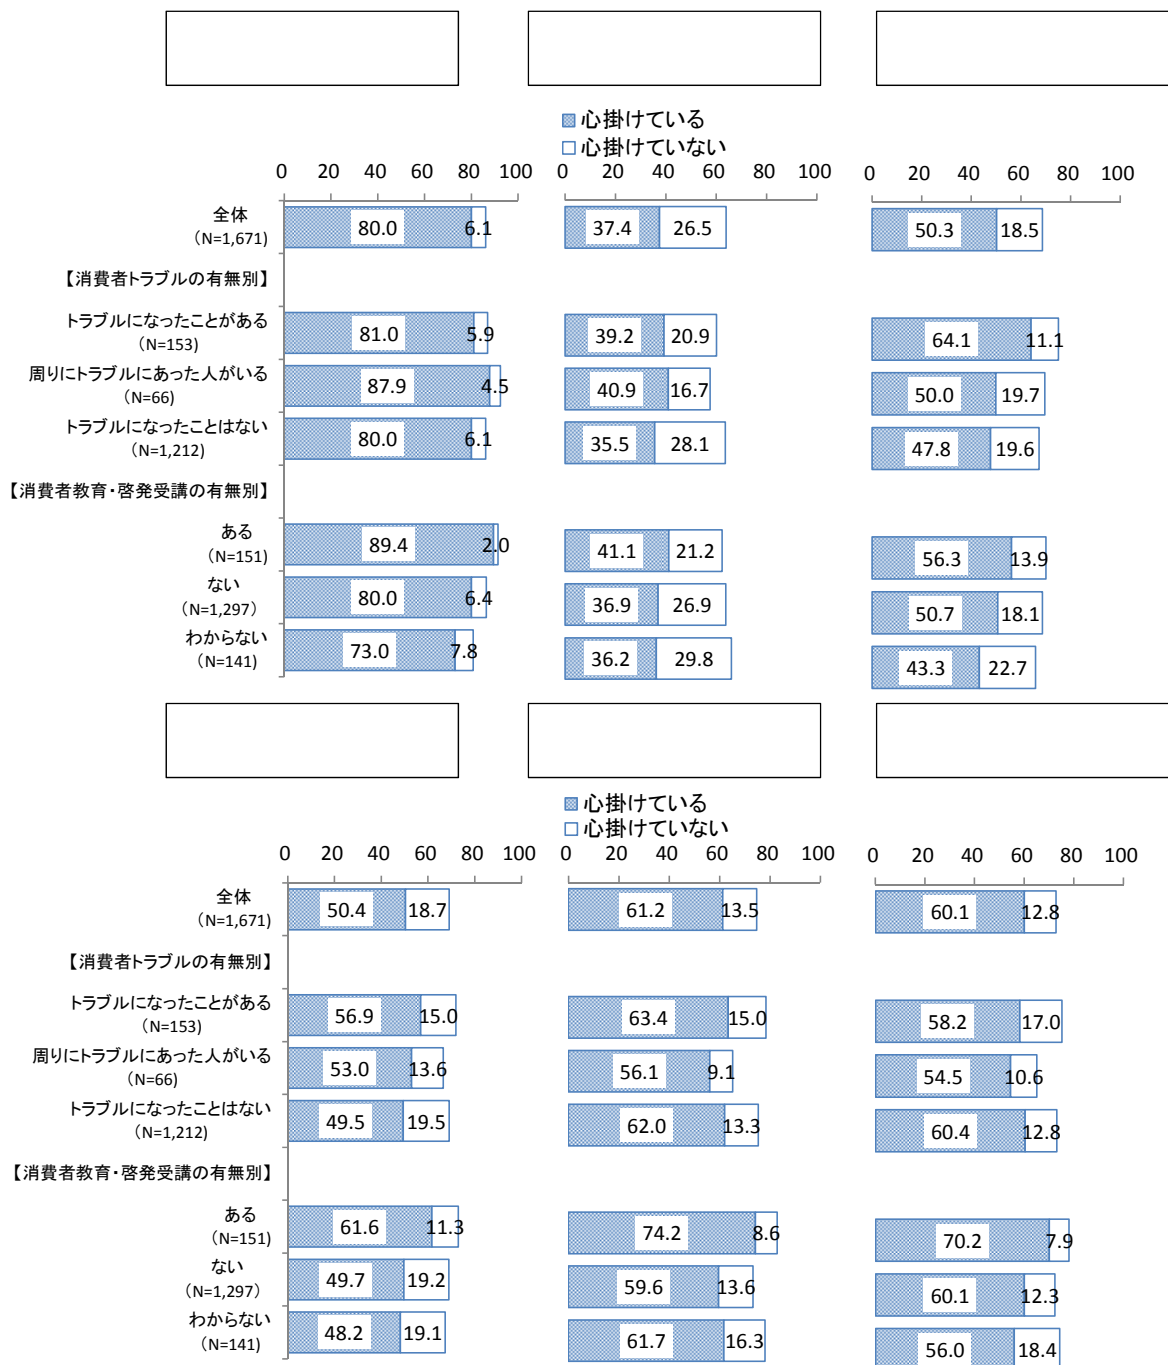 ■ 心掛けている
□ 心掛けていない
0 20 40 60 80 100 0 20 40 60 80 100 0 20 40 60 80 100
全体
（N=1,671)
80.0 6.1 37.4 26.5 50.3 18.5
【消費者トラブルの有無別】
トラブルになったことがある
（N=153)
81.0 5.9 39.2 20.9 64.1 11.1
周りにトラブルにあった人がいる
（N=66)
87.9 4.5 40.9 16.7 50.0 19.7
トラブルになったことはない
（N=1,212)
80.0 6.1 35.5 28.1 47.8 19.6
【消費者教育・啓発受講の有無別】
ある
（N=151)
89.4 2.0 41.1 21.2 56.3 13.9
ない
（N=1,297）
80.0 6.4 36.9 26.9 50.7 18.1
わからない
（N=141)
73.0 7.8 36.2 29.8 43.3 22.7
■ 心掛けている
□ 心掛けていない
0 20 40 60 80 100 0 20 40 60 80 100 0 20 40 60 80 100
全体
（N=1,671)
50.4 18.7 61.2 13.5 60.1 12.8
【消費者トラブルの有無別】
トラブルになったことがある
（N=153)
56.9 15.0 63.4 15.0 58.2 17.0
周りにトラブルにあった人がいる
（N=66)
53.0 13.6 56.1 9.1 54.5 10.6
トラブルになったことはない
（N=1,212)
49.5 19.5 62.0 13.3 60.4 12.8
【消費者教育・啓発受講の有無別】
ある
（N=151)
61.6 11.3 74.2 8.6 70.2 7.9
ない
（N=1,297）
49.7 19.2 59.6 13.6 60.1 12.3
わからない
（N=141)
48.2 19.1 61.7 16.3 56.0 18.4